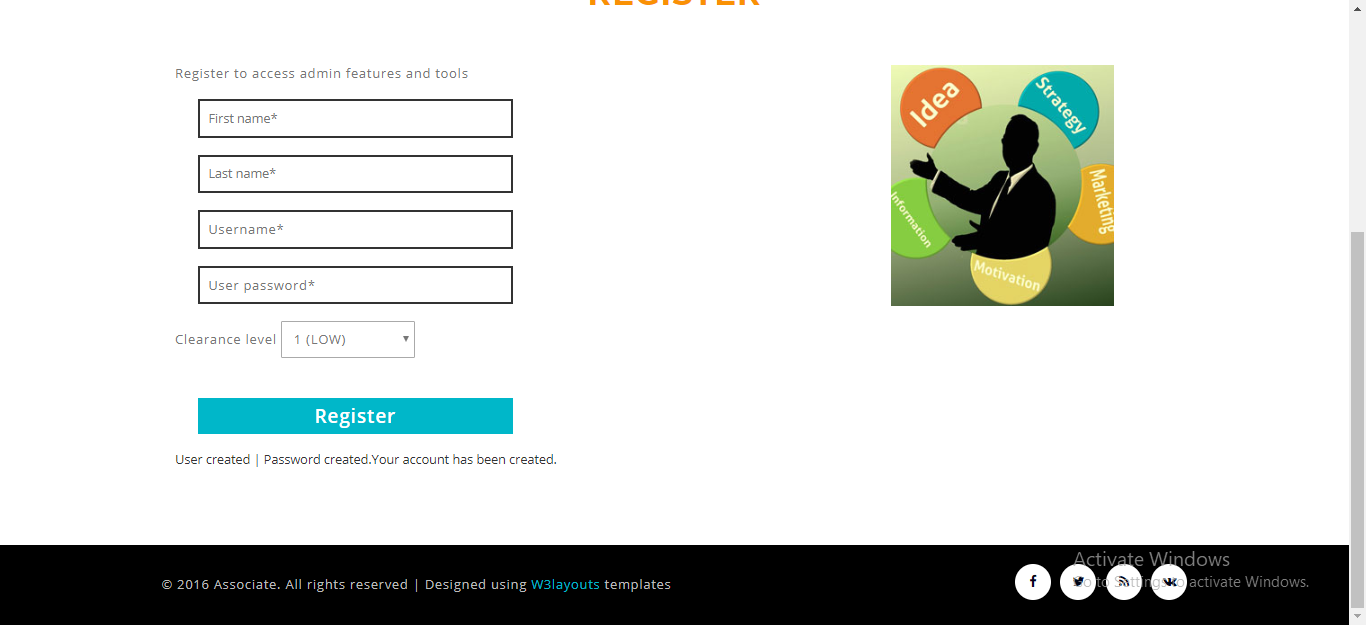 REGISTER
Register to access admin features and tools
First name*
Last name*
Username*
User password*
Clearance level 1 (LOW)
Register
User created | Password created.Your account has been created.
Idea
Strategy
Marketing
Information
Motivation
© 2016 Associate. All rights reserved | Designed using W3layouts templates
Activate Windows
Go to Settings to activate Windows.